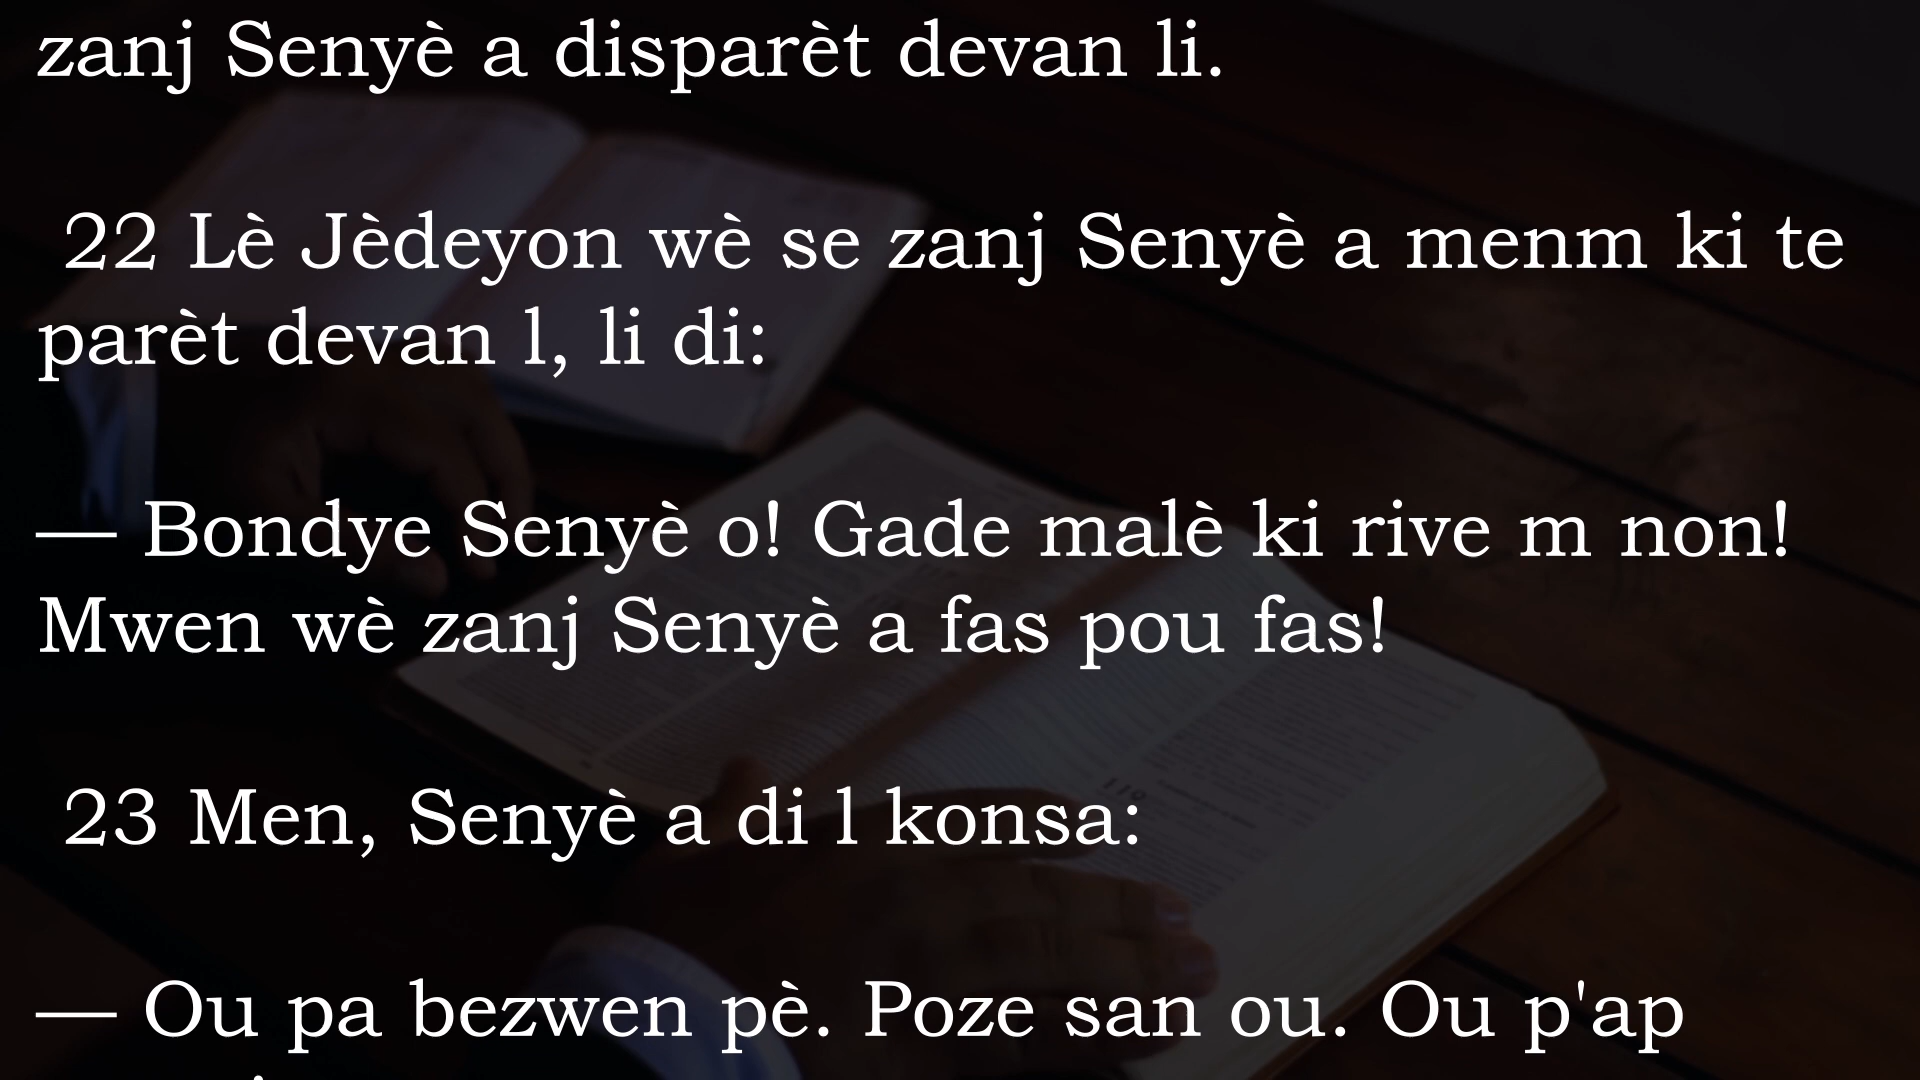 zanj Senyè a disparèt devan li.
22 Lè Jèdeyon wè se zanj Senyè a menm ki te
parèt devan l, li di:
— Bondye Senyè o! Gade malè ki rive m non!
Mwen wè zanj Senyè a fas pou fas!
23 Men, Senyè a di l konsa:
— Ou pa bezwen pè. Poze san ou. Ou p'ap